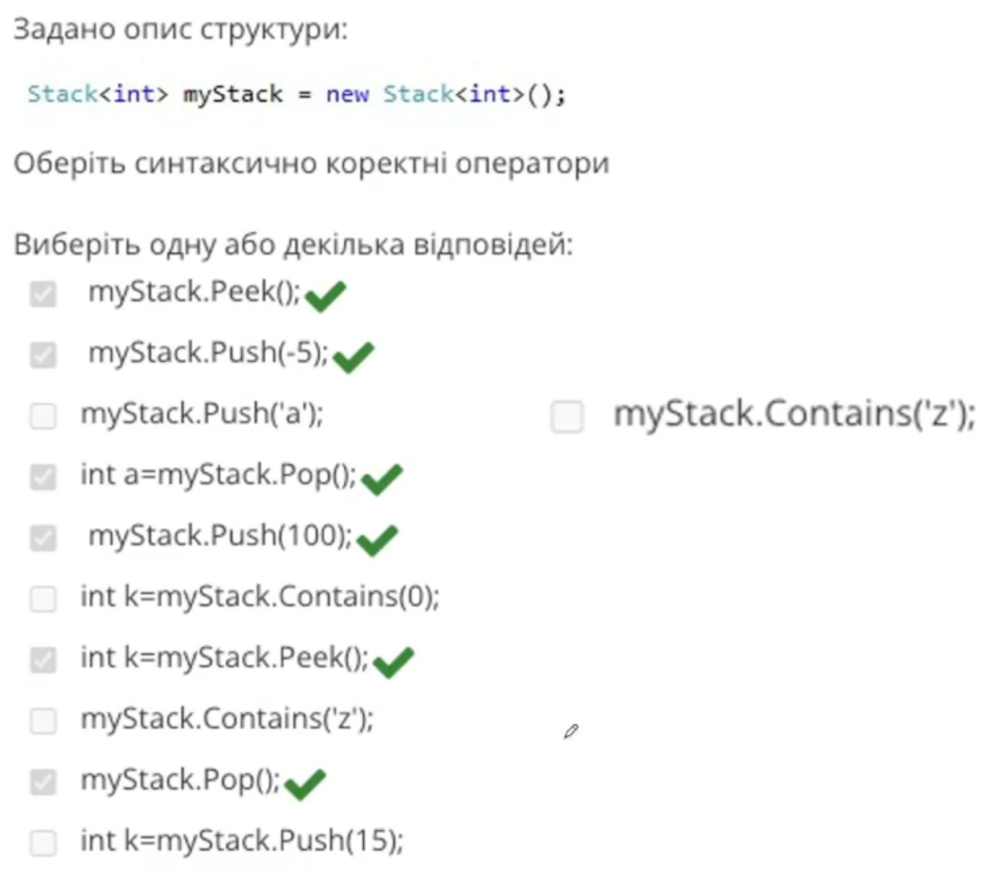 Задано опис структури:
Stack<int> myStack = new Stack<int>();
Оберіть синтаксично коректні оператори
Виберіть одну або декілька відповідей:
myStack.Peek();
myStack.Push(-5);
myStack.Push('a');
myStack.Contains('z');
int a=myStack.Pop();
myStack.Push(100);
int k=myStack.Contains(0);
int k=myStack.Peek();
myStack.Contains('z');
myStack.Pop();
int k=myStack.Push(15);